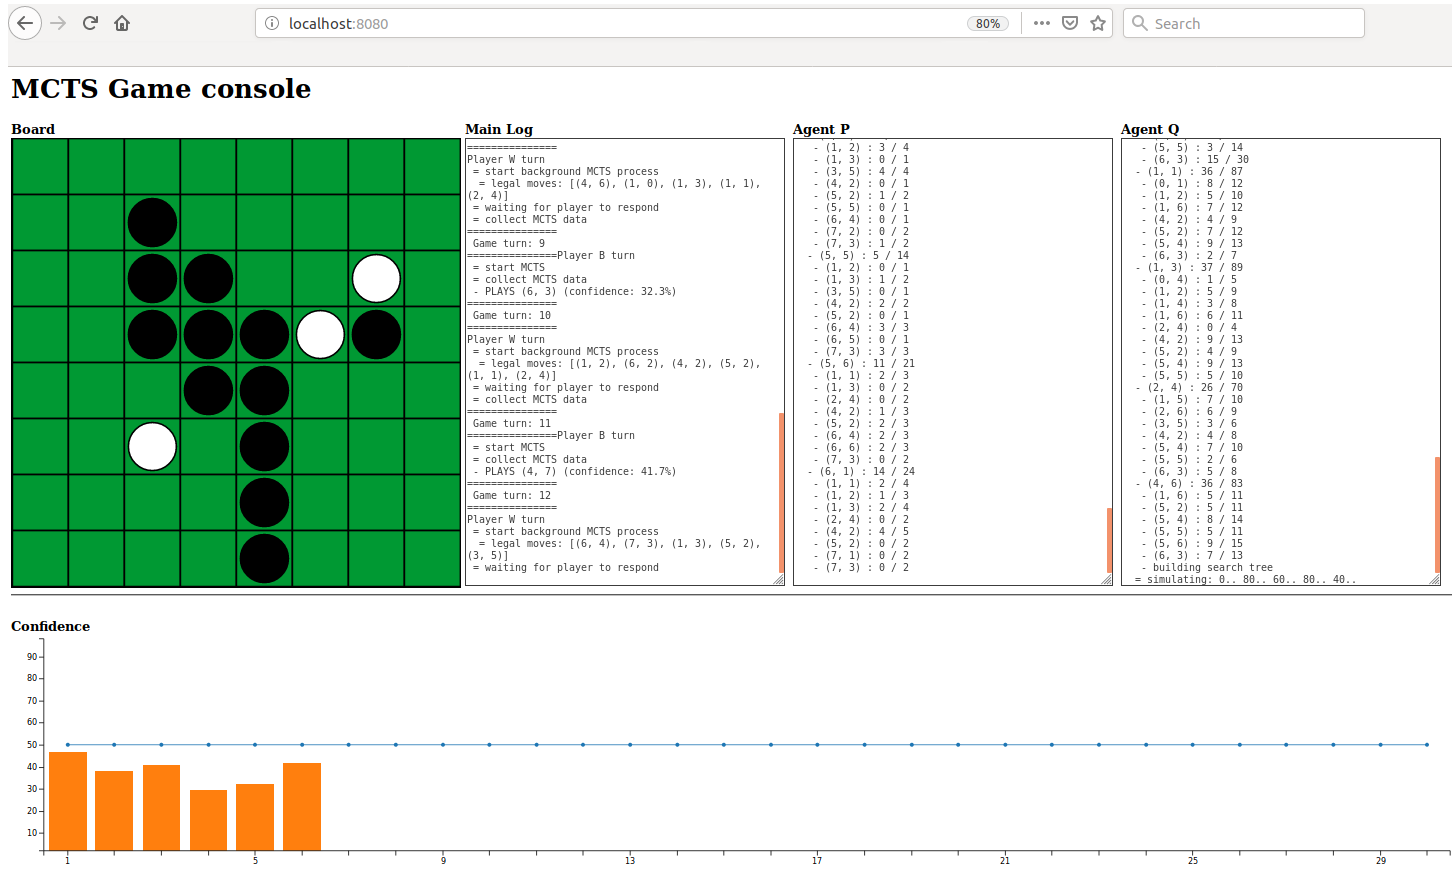 localhost:8080
80%
Search
MCTS Game console
Board
Main Log
===============
Player W turn
= start background MCTS process
= legal moves: [(4, 6), (1, 0), (1, 3), (1, 1),
(2, 4)]
= waiting for player to respond
= collect MCTS data
===============
Game turn: 9
===============Player B turn
= start MCTS
= collect MCTS data
- PLAYS (6, 3) (confidence: 32.3%)
===============
Game turn: 10
===============
Player W turn
= start background MCTS process
= legal moves: [(1, 2), (6, 2), (4, 2), (5, 2),
(1, 1), (2, 4)]
= waiting for player to respond
= collect MCTS data
===============
Game turn: 11
===============Player B turn
= start MCTS
= collect MCTS data
- PLAYS (4, 7) (confidence: 41.7%)
===============
Game turn: 12
===============
Player W turn
= start background MCTS process
= legal moves: [(6, 4), (7, 3), (1, 3), (5, 2),
(3, 5)]
= waiting for player to respond
Agent P
- (1, 2) : 3 / 4
- (1, 3) : 0 / 1
- (3, 5) : 4 / 4
- (4, 2) : 0 / 1
- (5, 2) : 1 / 2
- (5, 5) : 0 / 1
- (6, 4) : 0 / 1
- (7, 2) : 0 / 2
- (7, 3) : 1 / 2
- (5, 5) : 5 / 14
- (1, 2) : 0 / 1
- (1, 3) : 1 / 2
- (3, 5) : 0 / 1
- (4, 2) : 2 / 2
- (5, 2) : 0 / 1
- (6, 4) : 3 / 3
- (6, 5) : 0 / 1
- (7, 3) : 3 / 3
- (5, 6) : 11 / 21
- (1, 1) : 2 / 3
- (1, 3) : 0 / 2
- (2, 4) : 0 / 2
- (4, 2) : 1 / 3
- (5, 2) : 2 / 3
- (6, 4) : 2 / 3
- (6, 6) : 2 / 3
- (7, 3) : 0 / 2
- (6, 1) : 14 / 24
- (1, 1) : 2 / 4
- (1, 2) : 1 / 3
- (1, 3) : 2 / 4
- (2, 4) : 0 / 2
- (4, 2) : 4 / 5
- (5, 2) : 0 / 2
- (7, 1) : 0 / 2
- (7, 3) : 0 / 2
Agent Q
- (5, 5) : 3 / 14
- (6, 3) : 15 / 30
- (1, 1) : 36 / 87
- (0, 1) : 8 / 12
- (1, 2) : 5 / 10
- (1, 6) : 7 / 12
- (4, 2) : 4 / 9
- (5, 2) : 7 / 12
- (5, 4) : 9 / 13
- (6, 3) : 2 / 7
- (1, 3) : 37 / 89
- (0, 4) : 1 / 5
- (1, 2) : 5 / 9
- (1, 4) : 3 / 8
- (1, 6) : 6 / 11
- (2, 4) : 0 / 4
- (4, 2) : 9 / 13
- (5, 2) : 4 / 9
- (5, 4) : 9 / 13
- (5, 5) : 5 / 10
- (2, 4) : 26 / 70
- (1, 5) : 7 / 10
- (2, 6) : 6 / 9
- (3, 5) : 3 / 6
- (4, 2) : 4 / 8
- (5, 4) : 7 / 10
- (5, 5) : 2 / 6
- (6, 3) : 5 / 8
- (4, 6) : 36 / 83
- (1, 6) : 5 / 11
- (5, 2) : 5 / 11
- (5, 4) : 8 / 14
- (5, 5) : 5 / 11
- (5, 6) : 9 / 15
- (6, 3) : 7 / 13
- building search tree
= simulating: 0.. 80.. 60.. 80.. 40..
Confidence
90
80
70
60
50
40
30
20
10
1
5
9
13
17
21
25
29